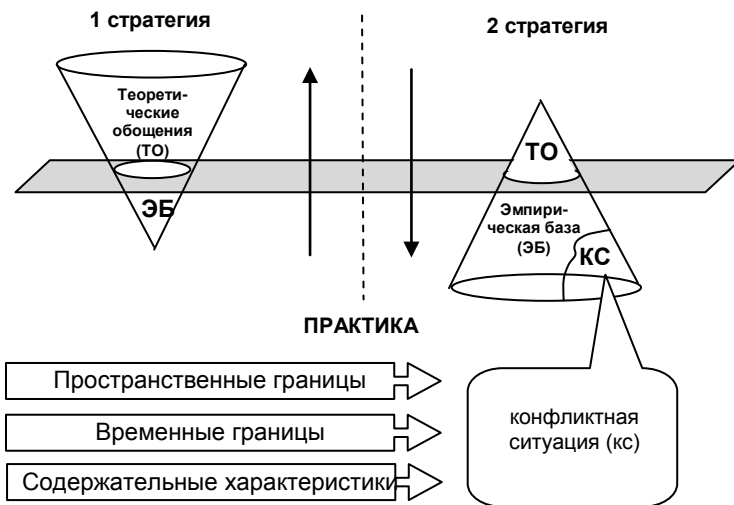 1 стратегия
2 стратегия
Теорети-
ческие
обощения
(ТО)
ЭБ
ТО
Эмпири-
ческая база
(ЭБ)
КС
ПРАКТИКА
Пространственные границы
Временные границы
Содержательные характеристики
конфликтная
ситуация (кс)